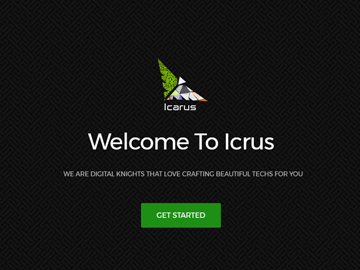 Icarus
Welcome To Icrus
WE ARE DIGITAL KNIGHTS THAT LOVE CRAFTING BEAUTIFUL TECHS FOR YOU
GET STARTED